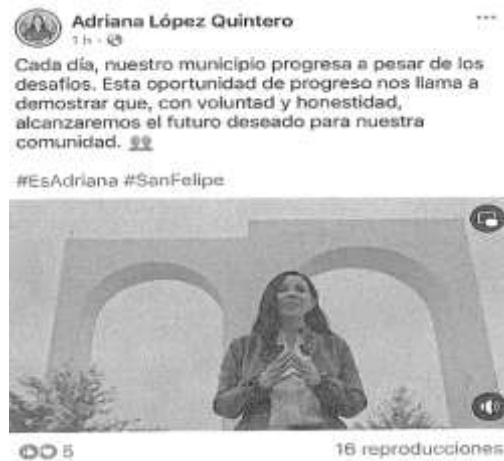 Adriana López Quintero
1 h
Cada día, nuestro municipio progresa a pesar de los
desafíos. Esta oportunidad de progreso nos llama a
demostrar que, con voluntad y honestidad,
alcanzaremos el futuro deseado para nuestra
comunidad.
#EsAdriana #SanFelipe
5
16 reproducciones